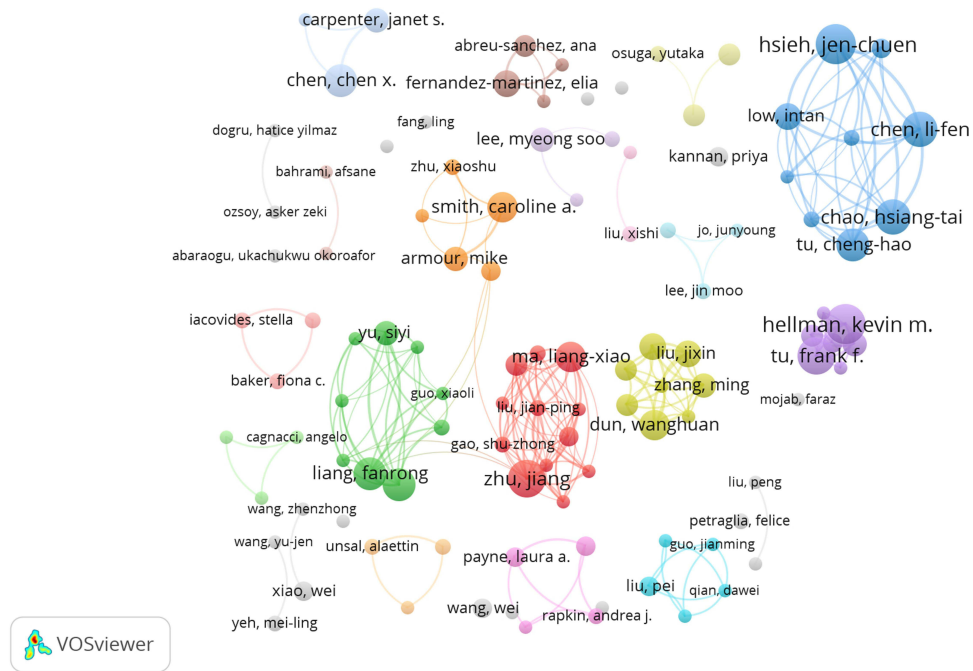 carpenter, janet s.
chen, chen x.
abreu-sanchez, ana
fernandez-martinez, elia
osuga, yutaka
hsieh, jen-chuen
low, intan
chen, li-fen
chao, hsiang-tai
tu, cheng-hao
dogru, hatice yilmaz
fang, ling
lee, myeong soo
kannan, priya
bahrami, afsane
zhu, xiaoshu
ozsoy, asker zeki
smith, caroline a.
liu, xishi
jo, junyoung
abaraogu, ukachukwu okoroafor
armour, mike
lee, jin moo
iacovides, stella
baker, fiona c.
yu, siyi
guo, xiaoli
liang, fanrong
ma, liang-xiao
liu, jian-ping
gao, shu-zhong
zhu, jiang
liu, jixin
zhang, ming
dun, wanghuan
hellman, kevin m.
tu, frank f.
mojab, faraz
cagnacci, angelo
wang, zhenzhong
wang, yu-jen
unsal, alaettin
xiao, wei
yeh, mei-ling
payne, laura a.
wang, wei
rapkin, andrea j.
liu, peng
petraglia, felice
guo, jianming
liu, pei
qian, dawei
VOSviewer